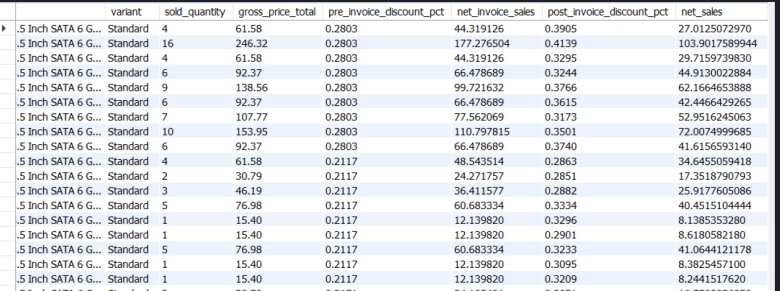 variant sold_quantity gross_price_total pre_invoice_discount_pct net_invoice_sales post_invoice_discount_pct net_sales
.5 Inch SATA 6 G... Standard 4 61.58 0.2803 44.319126 0.3905 27.0125072970
.5 Inch SATA 6 G... Standard 16 246.32 0.2803 177.276504 0.4139 103.9017589944
.5 Inch SATA 6 G... Standard 4 61.58 0.2803 44.319126 0.3295 29.7159739830
.5 Inch SATA 6 G... Standard 6 92.37 0.2803 66.478689 0.3244 44.9130022884
.5 Inch SATA 6 G... Standard 9 138.56 0.2803 99.721632 0.3766 62.1664653888
.5 Inch SATA 6 G... Standard 6 92.37 0.2803 66.478689 0.3615 42.4466429265
.5 Inch SATA 6 G... Standard 7 107.77 0.2803 77.562069 0.3173 52.9516245063
.5 Inch SATA 6 G... Standard 10 153.95 0.2803 110.797815 0.3501 72.0074999685
.5 Inch SATA 6 G... Standard 6 92.37 0.2803 66.478689 0.3740 41.6156593140
.5 Inch SATA 6 G... Standard 4 61.58 0.2117 48.543514 0.2863 34.6455059418
.5 Inch SATA 6 G... Standard 2 30.79 0.2117 24.271757 0.2851 17.3518790793
.5 Inch SATA 6 G... Standard 3 46.19 0.2117 36.411577 0.2882 25.9177605086
.5 Inch SATA 6 G... Standard 5 76.98 0.2117 60.683334 0.3334 40.4515104444
.5 Inch SATA 6 G... Standard 1 15.40 0.2117 12.139820 0.3296 8.1385353280
.5 Inch SATA 6 G... Standard 1 15.40 0.2117 12.139820 0.2901 8.6180582180
.5 Inch SATA 6 G... Standard 5 76.98 0.2117 60.683334 0.3233 41.0644121178
.5 Inch SATA 6 G... Standard 1 15.40 0.2117 12.139820 0.3095 8.3825457100
.5 Inch SATA 6 G... Standard 1 15.40 0.2117 12.139820 0.3209 8.2441517620